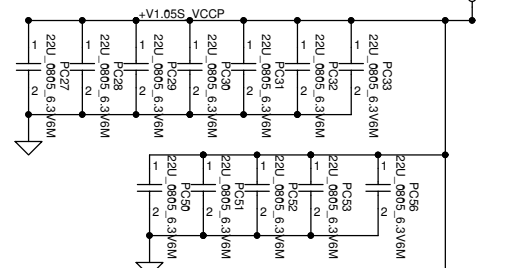 +V1.05S_VCCP
1
2
22U_0805_6.3V6M
PC27
1
2
22U_0805_6.3V6M
PC28
1
2
22U_0805_6.3V6M
PC29
1
2
22U_0805_6.3V6M
PC30
1
2
22U_0805_6.3V6M
PC31
1
2
22U_0805_6.3V6M
PC32
1
2
22U_0805_6.3V6M
PC33
1
2
22U_0805_6.3V6M
PC50
1
2
22U_0805_6.3V6M
PC51
1
2
22U_0805_6.3V6M
PC52
1
2
22U_0805_6.3V6M
PC53
1
2
22U_0805_6.3V6M
PC56